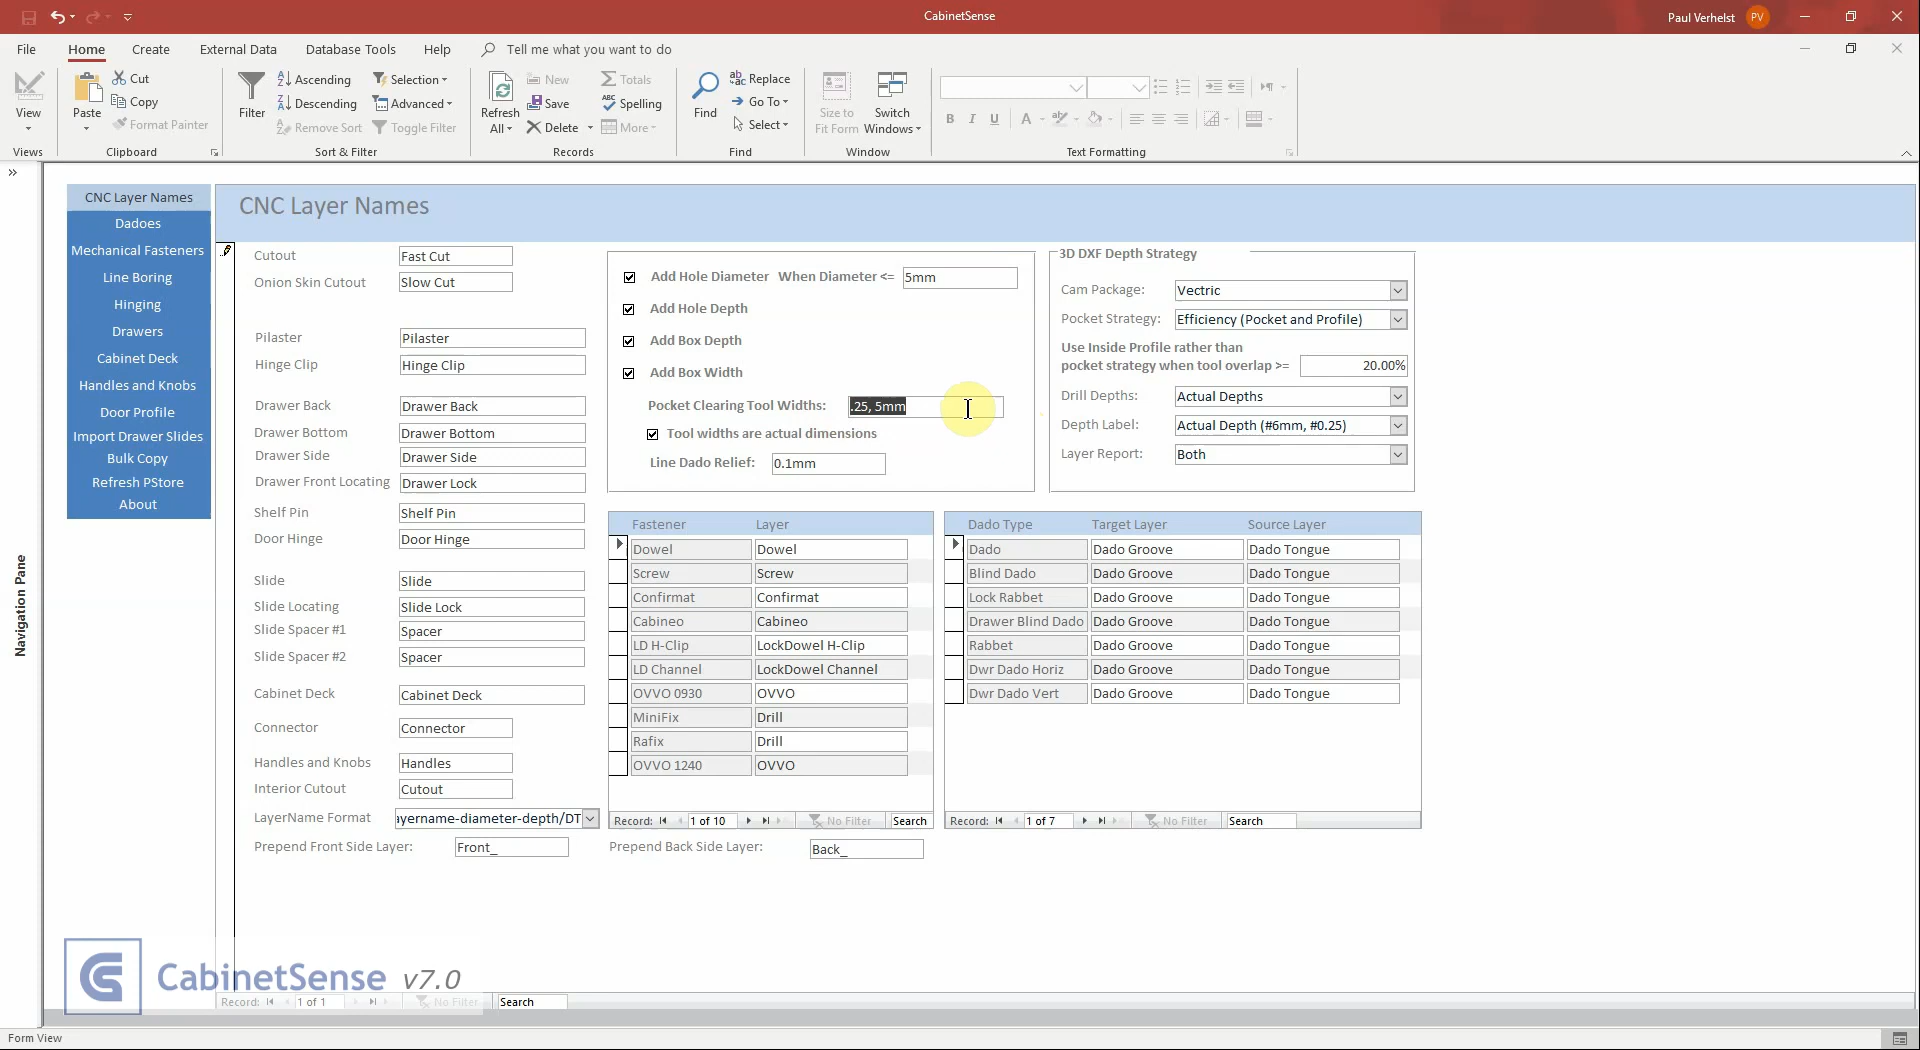 CabinetSense
Paul Verhelst
PV
File
Home
Create
External Data
Database Tools
Help
Tell me what you want to do
View
Views
Paste
Cut
Copy
Format Painter
Clipboard
Filter
Ascending
Descending
Remove Sort
Selection
Advanced
Toggle Filter
Sort & Filter
Refresh
All
New
Save
Delete
Totals
Spelling
More
Records
Find
Replace
Go To
Select
Find
Size to
Fit Form
Switch
Windows
Window
B I U
Text Formatting
CNC Layer Names
Dadoes
Mechanical Fasteners
Line Boring
Hinging
Drawers
Cabinet Deck
Handles and Knobs
Door Profile
Import Drawer Slides
Bulk Copy
Refresh PStore
About
Navigation Pane
CNC Layer Names
Cutout Fast Cut
Onion Skin Cutout Slow Cut
Pilaster Pilaster
Hinge Clip Hinge Clip
Drawer Back Drawer Back
Drawer Bottom Drawer Bottom
Drawer Side Drawer Side
Drawer Front Locating Drawer Lock
Shelf Pin Shelf Pin
Door Hinge Door Hinge
Slide Slide
Slide Locating Slide Lock
Slide Spacer #1 Spacer
Slide Spacer #2 Spacer
Cabinet Deck Cabinet Deck
Connector Connector
Handles and Knobs Handles
Interior Cutout Cutout
LayerName Format ayername-diameter-depth/DT
Prepend Front Side Layer: Front_
Prepend Back Side Layer: Back_
Add Hole Diameter When Diameter <= 5mm
Add Hole Depth
Add Box Depth
Add Box Width
Pocket Clearing Tool Widths: .25, 5mm
Tool widths are actual dimensions
Line Dado Relief: 0.1mm
3D DXF Depth Strategy
Cam Package: Vectric
Pocket Strategy: Efficiency (Pocket and Profile)
Use Inside Profile rather than
pocket strategy when tool overlap >= 20.00%
Drill Depths: Actual Depths
Depth Label: Actual Depth (#6mm, #0.25)
Layer Report: Both
Fastener Layer
Dowel Dowel
Screw Screw
Confirmat Confirmat
Cabineo Cabineo
LD H-Clip LockDowel H-Clip
LD Channel LockDowel Channel
OVVO 0930 OVVO
MiniFix Drill
Rafix Drill
OVVO 1240 OVVO
Record: 1 of 10 No Filter Search
Dado Type Target Layer Source Layer
Dado Dado Groove Dado Tongue
Blind Dado Dado Groove Dado Tongue
Lock Rabbet Dado Groove Dado Tongue
Drawer Blind Dado Dado Groove Dado Tongue
Rabbet Dado Groove Dado Tongue
Dwr Dado Horiz Dado Groove Dado Tongue
Dwr Dado Vert Dado Groove Dado Tongue
Record: 1 of 7 No Filter Search
CabinetSense v7.0
Record: 1 of 1 No Filter Search
Form View